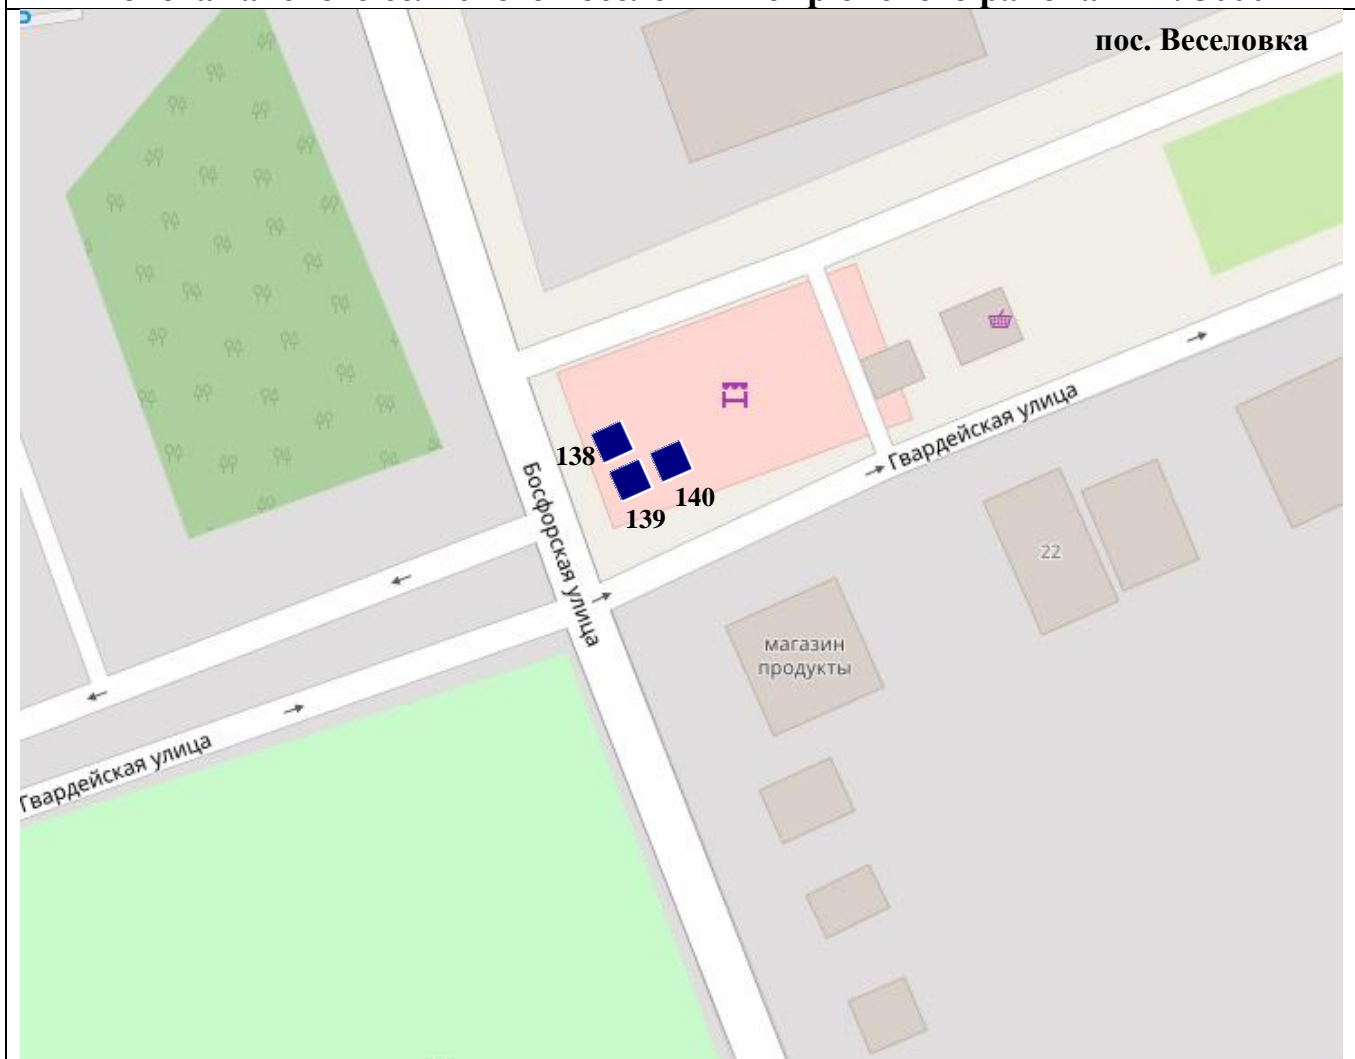 пос. Веселовка
138
140
139
Гвардейская улица
Босфорская улица
22
магазин
продукты
Гвардейская улица